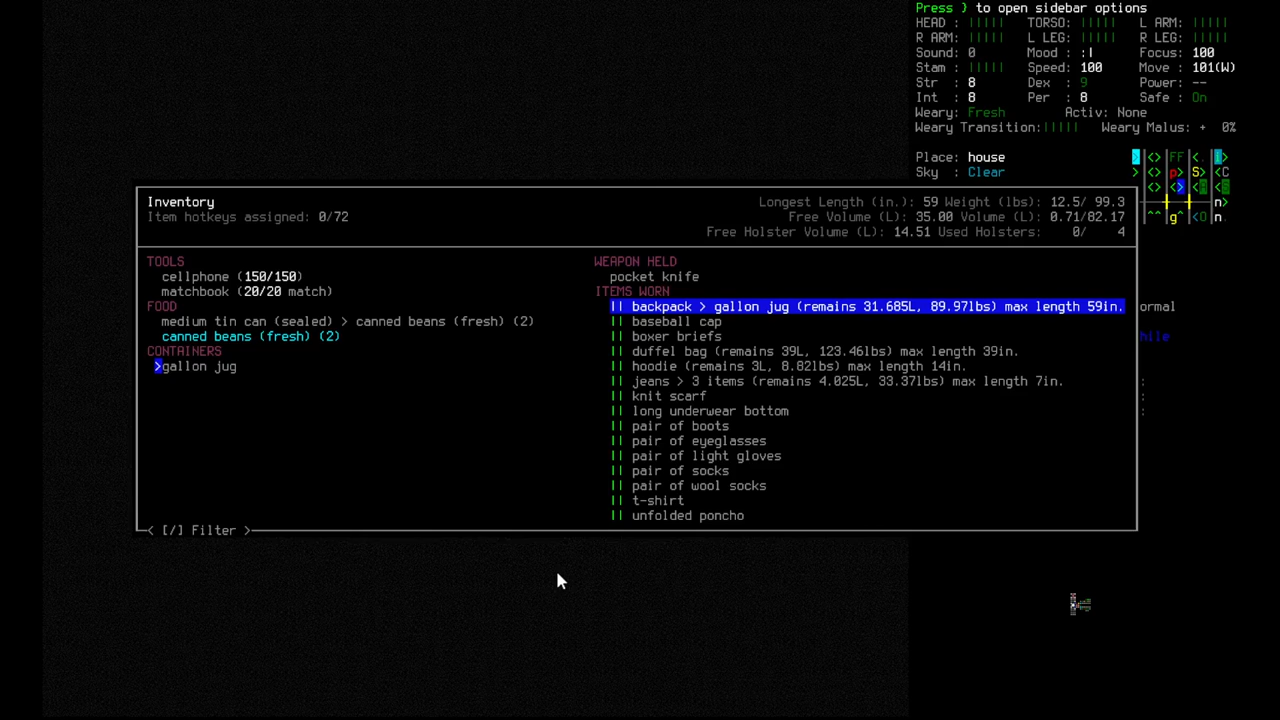 Press } to open sidebar options
HEAD : ||||| TORSO: ||||| L ARM: |||||
R ARM: ||||| L LEG: ||||| R LEG: |||||
Sound: 0 Mood : :| Focus: 100
Stam : ||||| Speed: 100 Move : 101(W)
Str : 8 Dex : 9 Power: --
Int : 8 Per : 8 Safe : On
Weary: Fresh Activ: None
Weary Transition:||||| Weary Malus: + 0%
Place: house
Sky : Clear
Inventory
Item hotkeys assigned: 0/72
Longest Length (in.): 59 Weight (lbs): 12.5/ 99.3
Free Volume (L): 35.00 Volume (L): 0.71/82.17
Free Holster Volume (L): 14.51 Used Holsters: 0/ 4
TOOLS
cellphone (150/150)
matchbook (20/20 match)
FOOD
medium tin can (sealed) > canned beans (fresh) (2)
canned beans (fresh) (2)
CONTAINERS
>gallon jug
WEAPON HELD
pocket knife
ITEMS WORN
|| backpack > gallon jug (remains 31.685L, 89.97lbs) max length 59in.
|| baseball cap
|| boxer briefs
|| duffel bag (remains 39L, 123.46lbs) max length 39in.
|| hoodie (remains 3L, 8.82lbs) max length 14in.
|| jeans > 3 items (remains 4.025L, 33.37lbs) max length 7in.
|| knit scarf
|| long underwear bottom
|| pair of boots
|| pair of eyeglasses
|| pair of light gloves
|| pair of socks
|| pair of wool socks
|| t-shirt
|| unfolded poncho
< [/] Filter >
ormal
hile